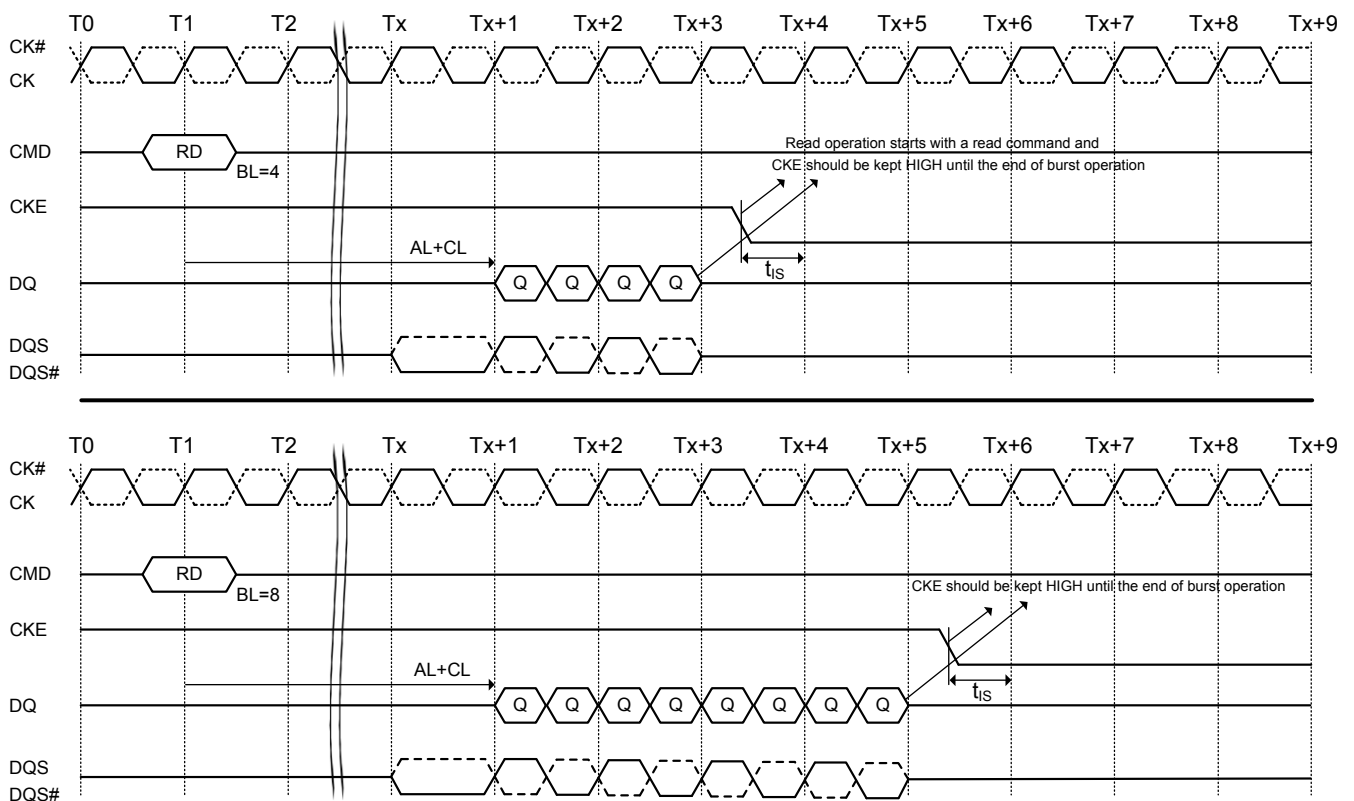 T0 T1 T2 Tx Tx+1 Tx+2 Tx+3 Tx+4 Tx+5 Tx+6 Tx+7 Tx+8 Tx+9
CK#
CK
Read operation starts with a read command and
CMD RD
CKE should be kept HIGH until the end of burst operation
BL=4
CKE
AL+CL
tIS
DQ Q Q Q Q
DQS
DQS#
T0 T1 T2 Tx Tx+1 Tx+2 Tx+3 Tx+4 Tx+5 Tx+6 Tx+7 Tx+8 Tx+9
CK#
CK
CMD RD
CKE should be kept HIGH until the end of burst operation
BL=8
CKE
AL+CL
tIS
DQ Q Q Q Q Q Q Q Q
DQS
DQS#